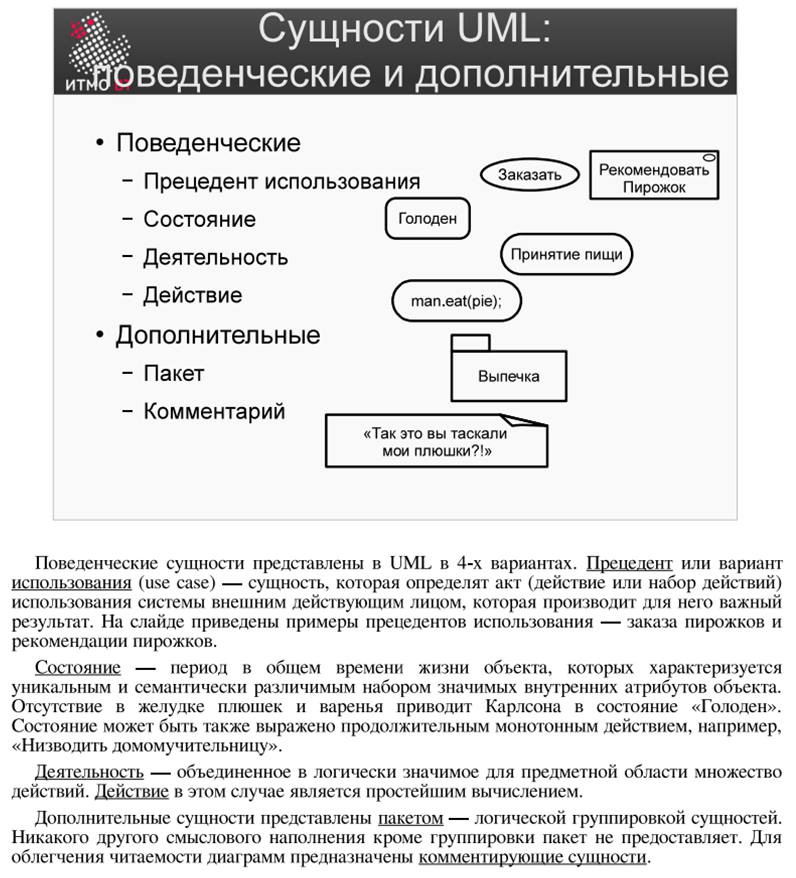 Сущности UML:
поведенческие и дополнительные
ИТМО ВТ
• Поведенческие
– Прецедент использования
Заказать
Рекомендовать
Пирожок
– Состояние
Голоден
– Деятельность
Принятие пищи
– Действие
man.eat(pie);
• Дополнительные
– Пакет
Выпечка
– Комментарий
«Так это вы таскали
мои плюшки?!»
Поведенческие сущности представлены в UML в 4-х вариантах. Прецедент или вариант
использования (use case) — сущность, которая определят акт (действие или набор действий)
использования системы внешним действующим лицом, которая производит для него важный
результат. На слайде приведены примеры прецедентов использования — заказа пирожков и
рекомендации пирожков.
Состояние — период в общем времени жизни объекта, которых характеризуется
уникальным и семантически различимым набором значимых внутренних атрибутов объекта.
Отсутствие в желудке плюшек и варенья приводит Карлсона в состояние «Голоден».
Состояние может быть также выражено продолжительным монотонным действием, например,
«Низводить домомучительницу».
Деятельность — объединенное в логически значимое для предметной области множество
действий. Действие в этом случае является простейшим вычислением.
Дополнительные сущности представлены пакетом — логической группировкой сущностей.
Никакого другого смыслового наполнения кроме группировки пакет не предоставляет. Для
облегчения читаемости диаграмм предназначены комментирующие сущности.